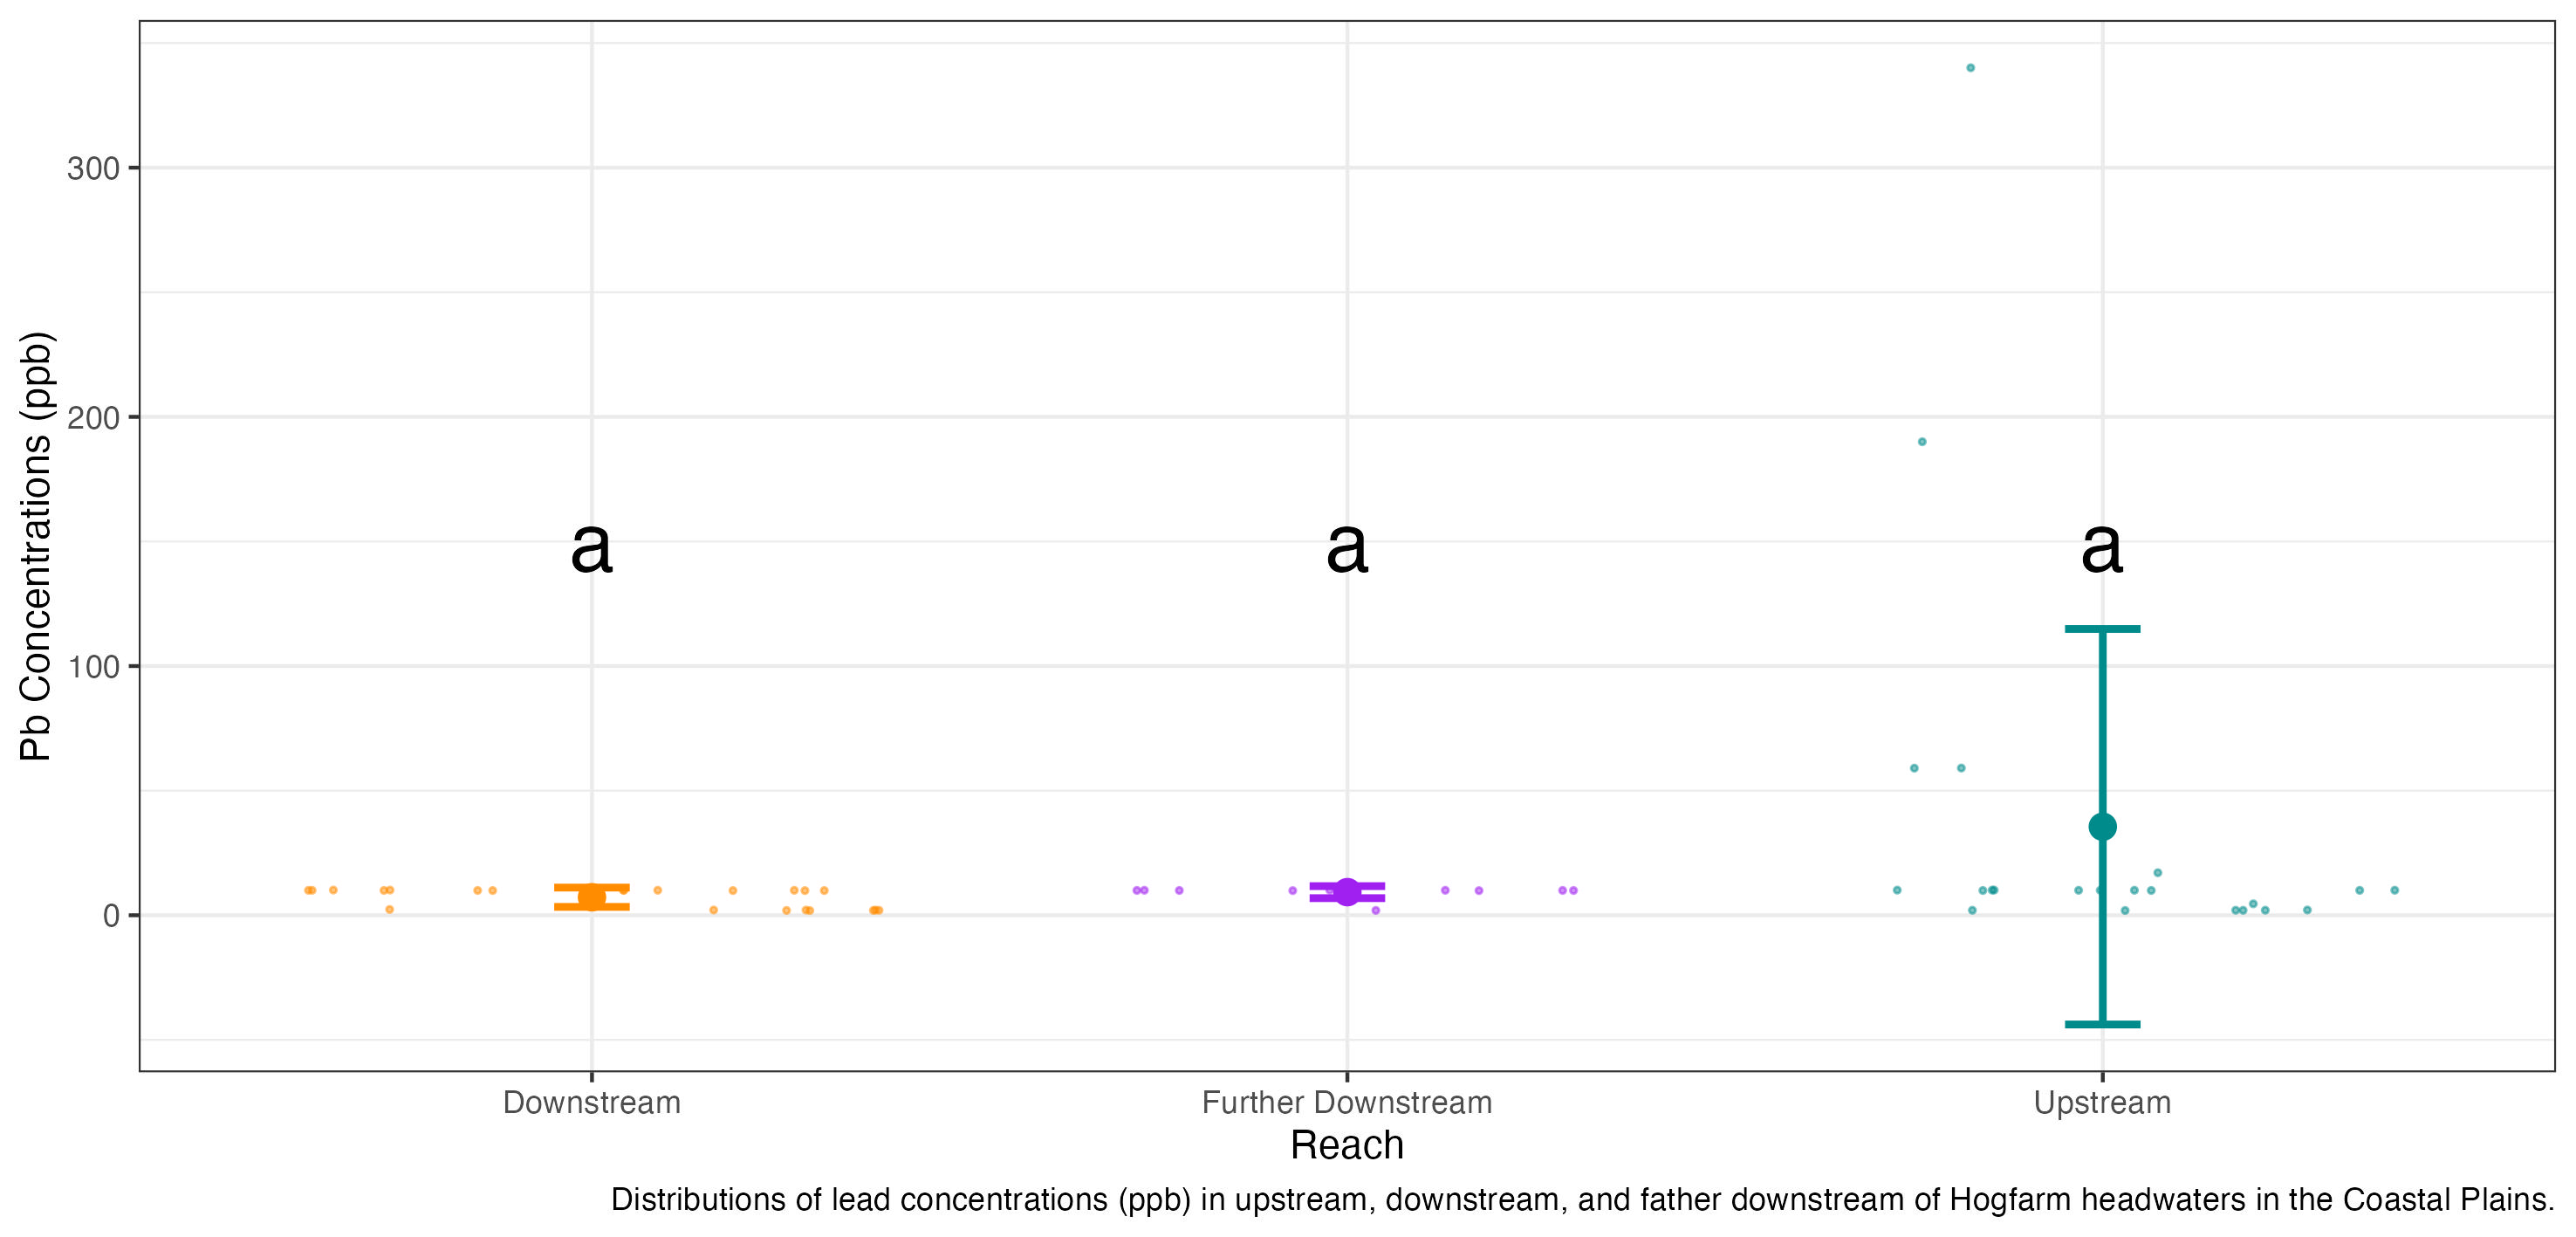 Pb Concentrations (ppb)
300
200
100
0
a a a
Downstream Further Downstream Upstream
Reach
Distributions of lead concentrations (ppb) in upstream, downstream, and father downstream of Hogfarm headwaters in the Coastal Plains.